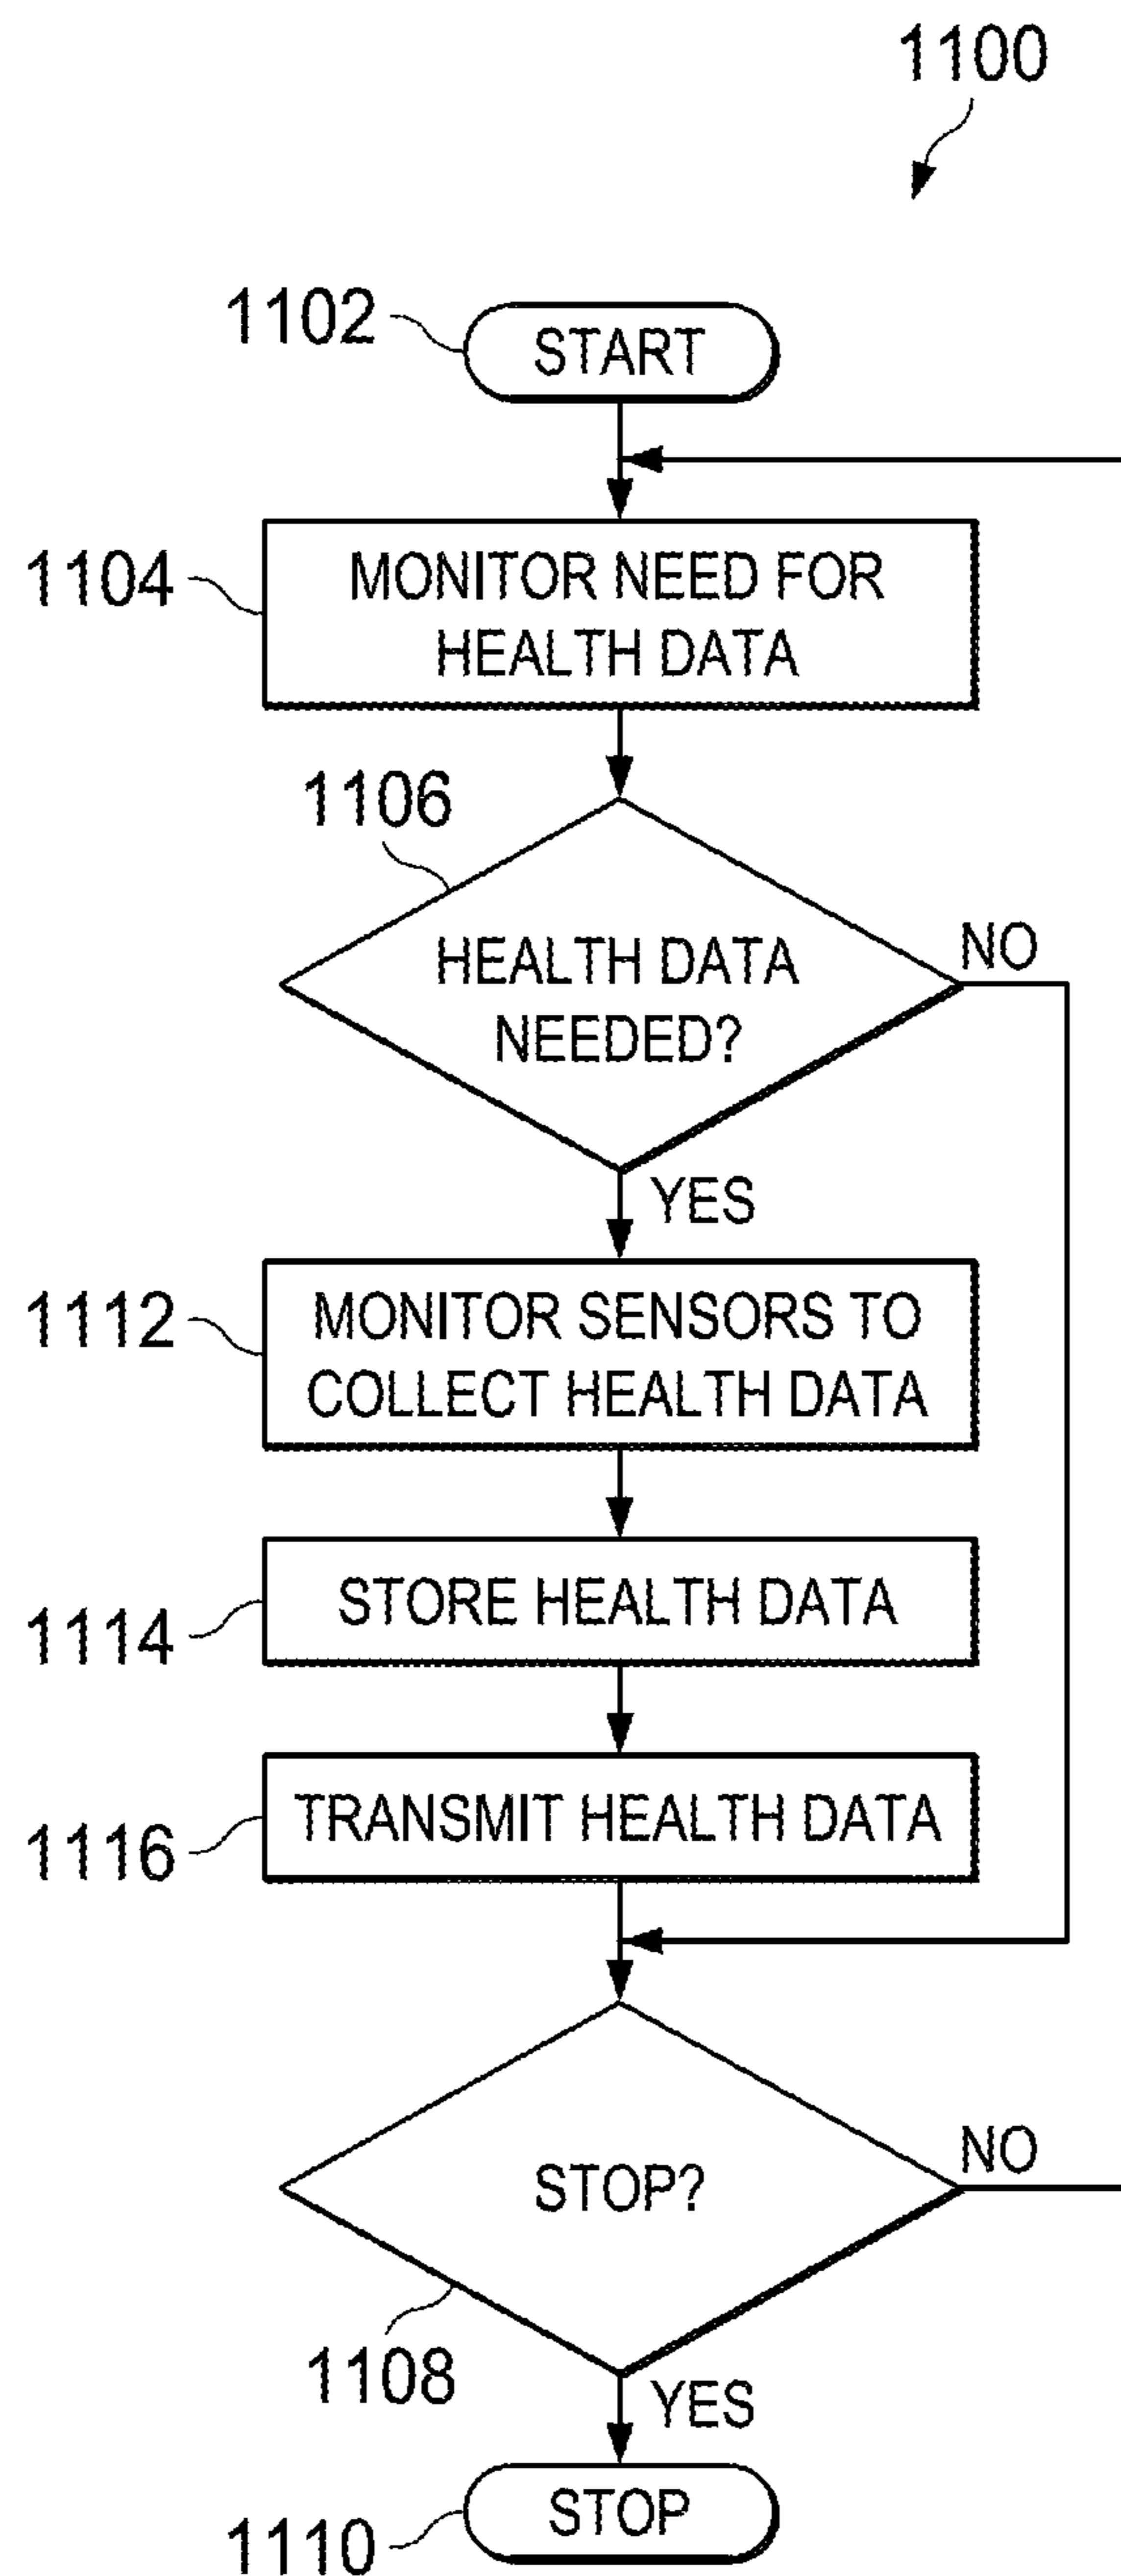 1100
1102
START
1104
MONITOR NEED FOR
HEALTH DATA
1106
HEALTH DATA
NEEDED?
NO
YES
1112
MONITOR SENSORS TO
COLLECT HEALTH DATA
1114
STORE HEALTH DATA
1116
TRANSMIT HEALTH DATA
STOP?
NO
1108
YES
STOP
1110